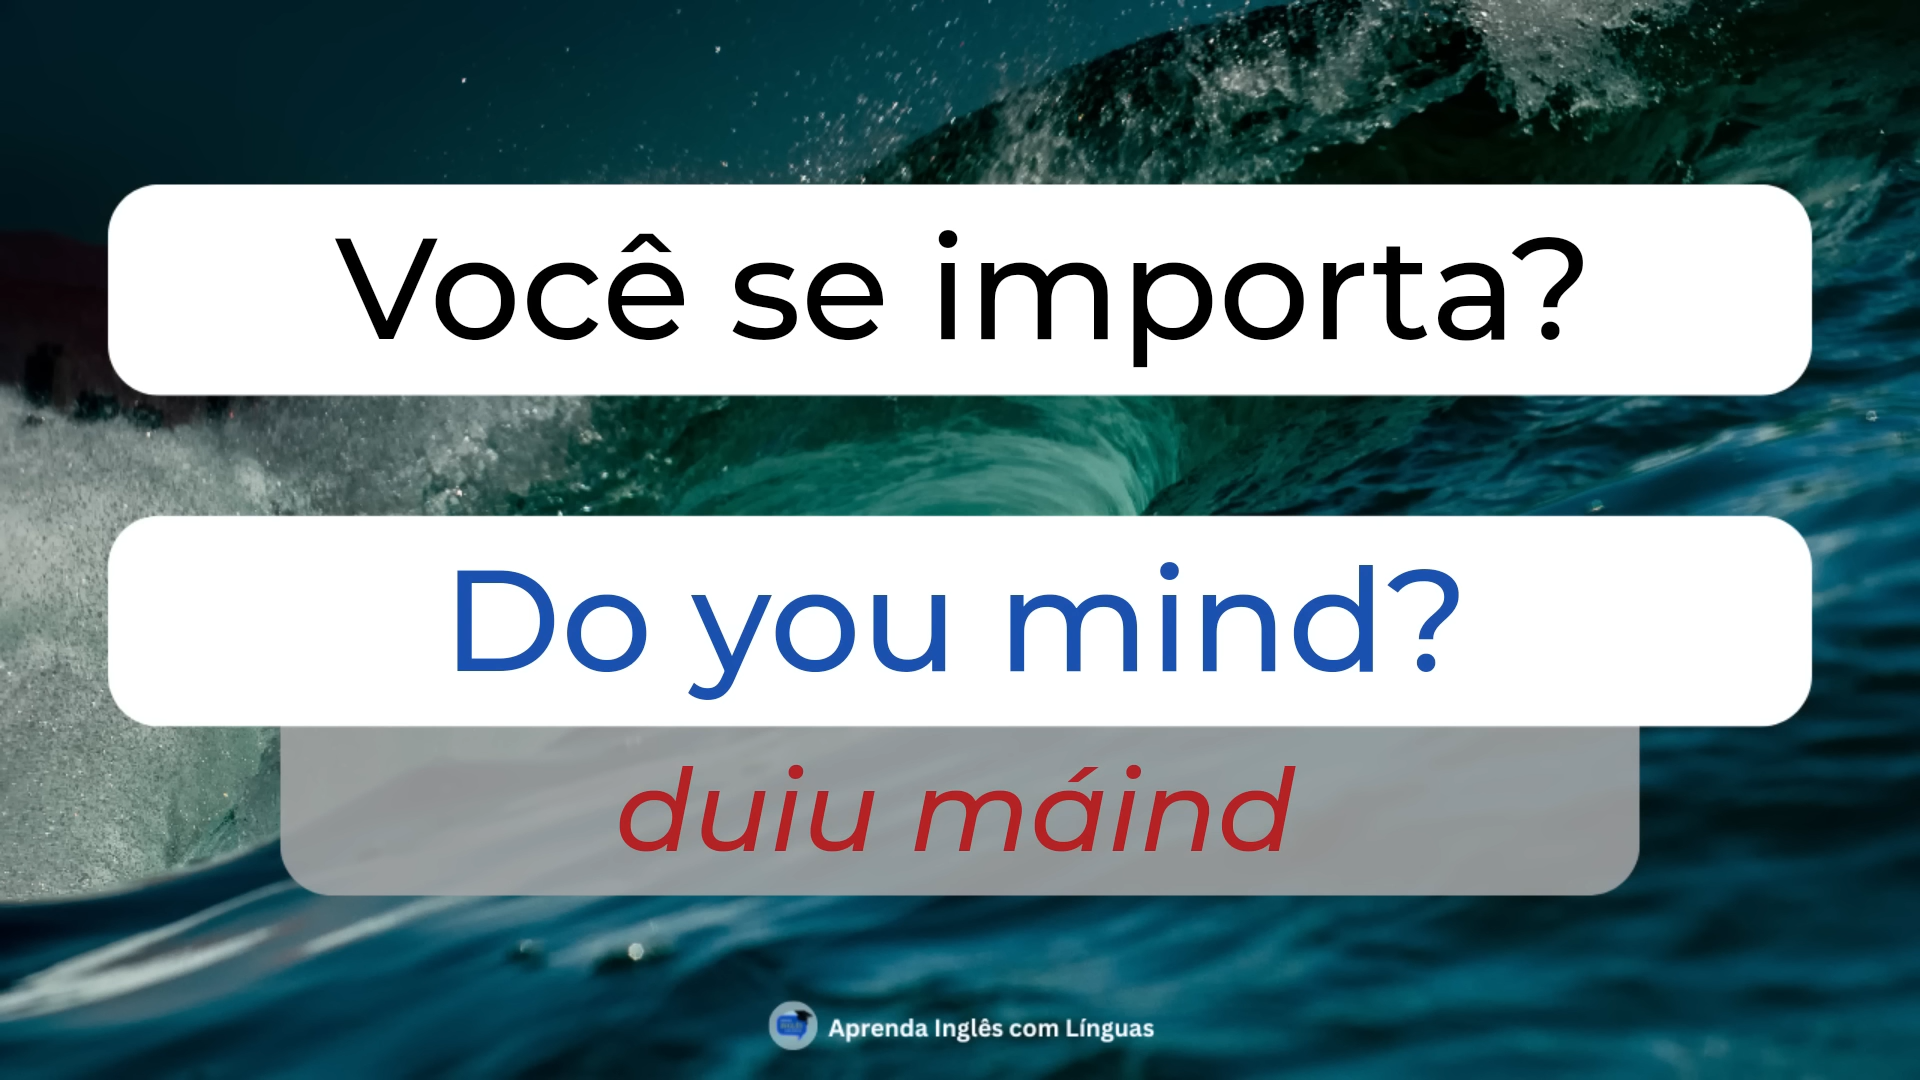 Você se importa?
Do you mind?
duiu máind
Aprenda Inglês com Línguas